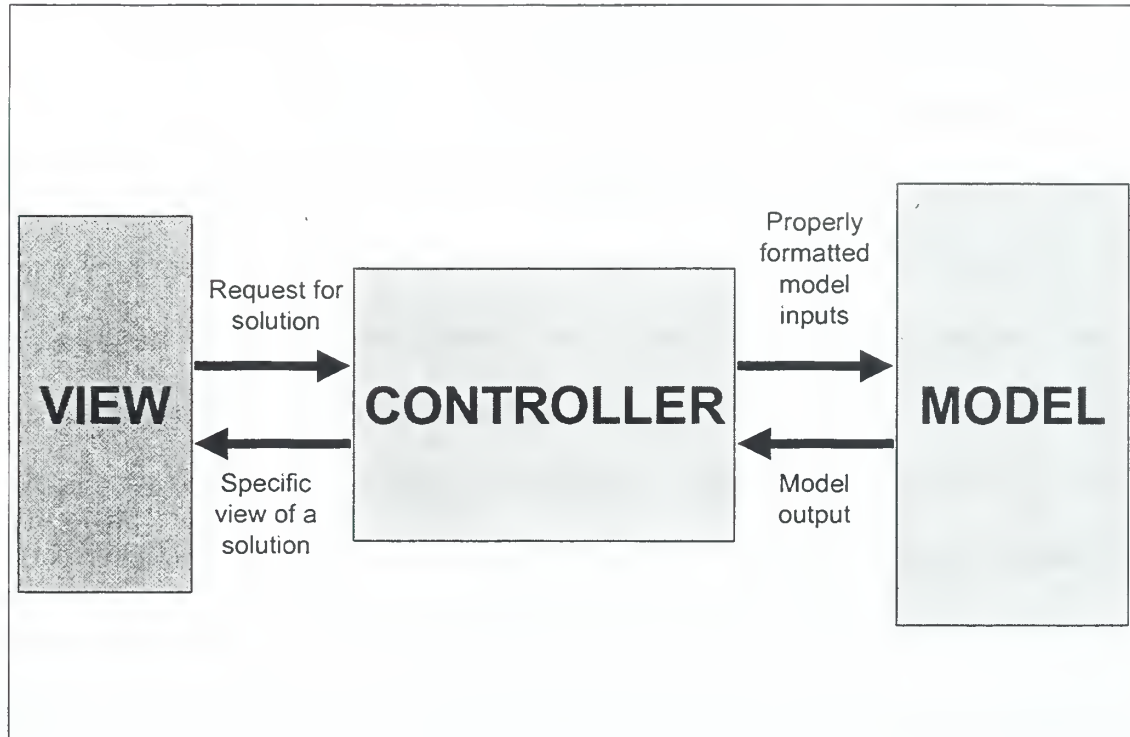 VIEW
Request for
solution
Specific
view of a
solution
CONTROLLER
Properly
formatted
model
inputs
Model
output
MODEL